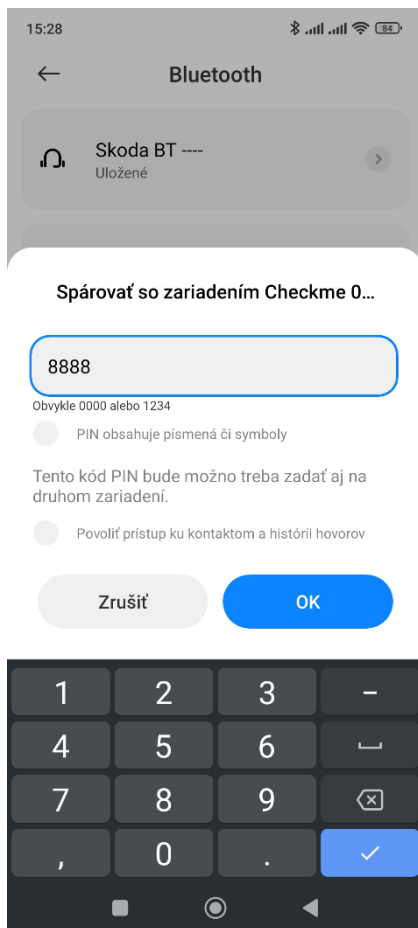 15:28
84
Bluetooth
Skoda BT ----
Uložené
Spárovať so zariadením Checkme 0...
8888
Obvykle 0000 alebo 1234
PIN obsahuje písmená či symboly
Tento kód PIN bude možno treba zadať aj na
druhom zariadení.
Povoliť prístup ku kontaktom a histórii hovorov
Zrušiť
OK
1 2 3 –
4 5 6
7 8 9
, 0 .